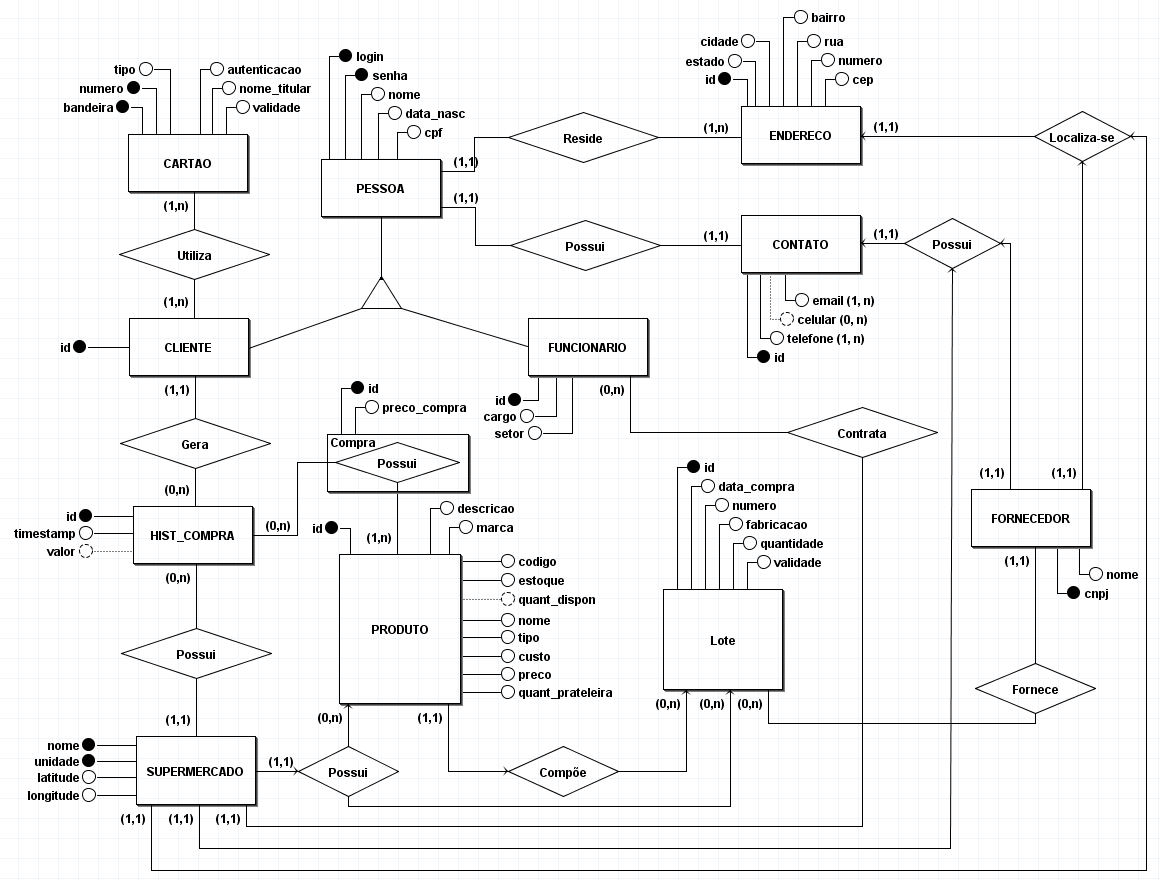 bairro
cidade
rua
estado
numero
id
cep
ENDERECO
login
senha
nome
data_nasc
cpf
PESSOA
tipo
autenticacao
numero
nome_titular
bandeira
validade
CARTAO
(1,n)
Utiliza
(1,n)
id
CLIENTE
(1,1)
Gera
(0,n)
(1,1)
Reside
(1,n)
(1,1)
Possui
(1,1)
CONTATO
email (1, n)
celular (0, n)
telefone (1, n)
id
(1,1)
Localiza-se
(1,1)
Possui
FUNCIONARIO
(0,n)
id
cargo
setor
Contrata
id
preco_compra
Compra
Possui
(0,n)
(1,n)
id
timestamp
valor
HIST_COMPRA
(0,n)
Possui
(1,1)
id
descricao
marca
codigo
estoque
quant_dispon
nome
tipo
custo
preco
quant_prateleira
PRODUTO
(0,n)
(1,1)
id
data_compra
numero
fabricacao
quantidade
validade
Lote
(0,n)
(0,n)
(0,n)
(1,1)
(1,1)
FORNECEDOR
(1,1)
nome
cnpj
Fornece
nome
unidade
latitude
longitude
SUPERMERCADO
(1,1)
Possui
Compõe
(1,1)
(1,1)
(1,1)